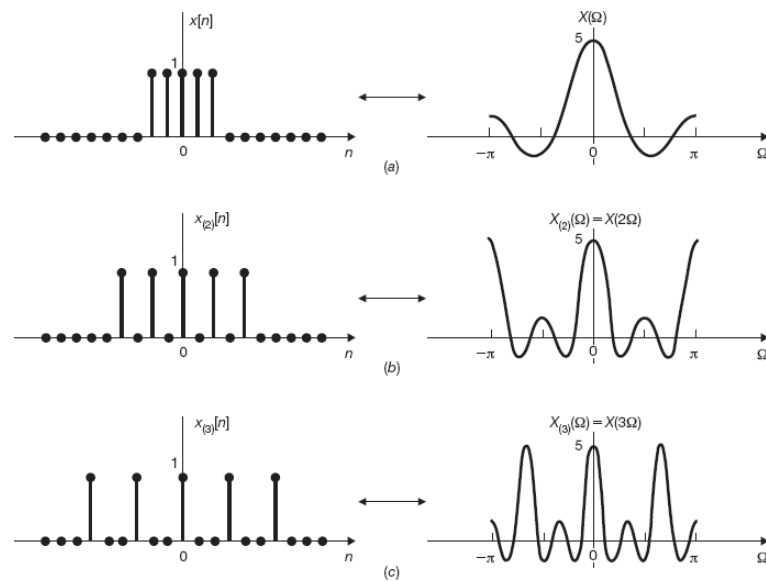 x[n]
X(Ω)
1
5
0
n
−π
0
π
Ω
(a)
x(2)[n]
X(2)(Ω) = X(2Ω)
1
5
0
n
−π
0
π
Ω
(b)
x(3)[n]
X(3)(Ω) = X(3Ω)
1
5
0
n
−π
0
π
Ω
(c)